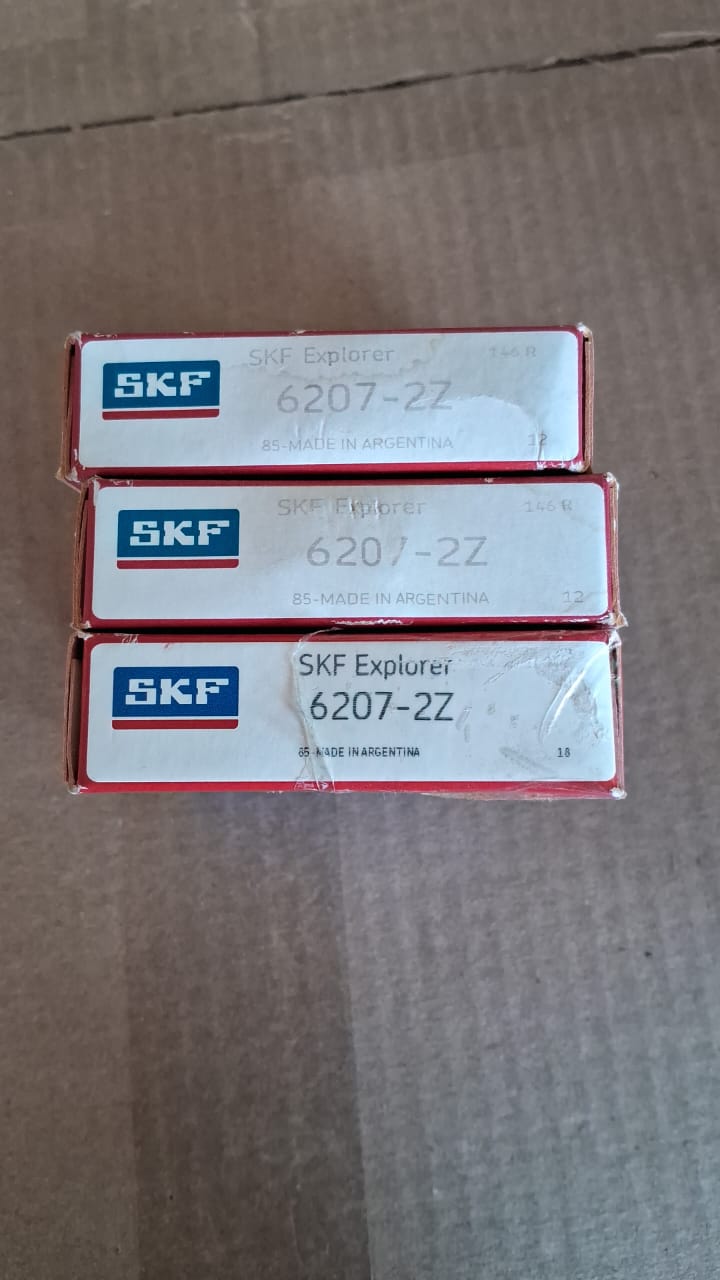 SKF
SKF Explorer 146 R
6207-2Z
85-MADE IN ARGENTINA 12
SKF
SKF Explorer 146 R
6207-2Z
85-MADE IN ARGENTINA 12
SKF
SKF Explorer
6207-2Z
85-MADE IN ARGENTINA 18